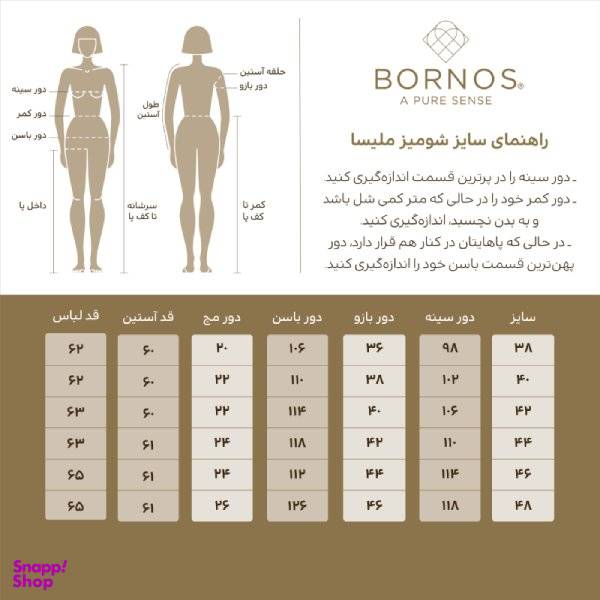 BORNOS®
A PURE SENSE
راهنمای سایز شومیز ملیسا
ـ دور سینه را در پرترین قسمت اندازه‌گیری کنید.
ـ دور کمر خود را در حالی که متر کمی شل باشد
و به بدن نچسبد، اندازه‌گیری کنید.
ـ در حالی که پاهایتان در کنار هم قرار دارد، دور
پهن‌ترین قسمت باسن خود را اندازه‌گیری کنید.
حلقه آستین
دور بازو
طول
آستین
دور سینه
دور کمر
دور باسن
داخل پا
سرشانه
تا کف پا
کمر تا
کف پا
سایز دور سینه دور بازو دور باسن دور مچ قد آستین قد لباس
۳۸ ۹۸ ۳۶ ۱۰۶ ۲۰ ۶۰ ۶۲
۴۰ ۱۰۲ ۳۸ ۱۱۰ ۲۲ ۶۰ ۶۲
۴۲ ۱۰۶ ۴۰ ۱۱۴ ۲۲ ۶۰ ۶۳
۴۴ ۱۱۰ ۴۲ ۱۱۸ ۲۴ ۶۱ ۶۳
۴۶ ۱۱۴ ۴۴ ۱۱۲ ۲۴ ۶۱ ۶۵
۴۸ ۱۱۸ ۴۶ ۱۲۶ ۲۶ ۶۱ ۶۵
Snapp!
Shop